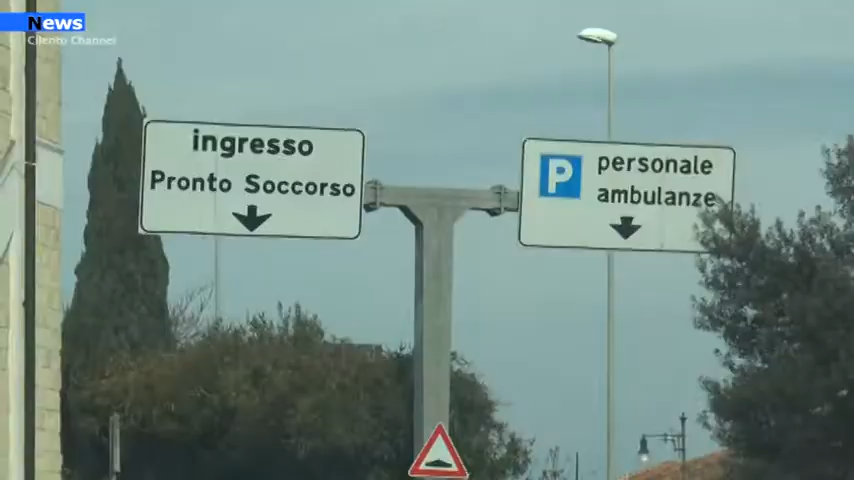 News
Cilento Channel
ingresso
Pronto Soccorso
P
personale
ambulanze